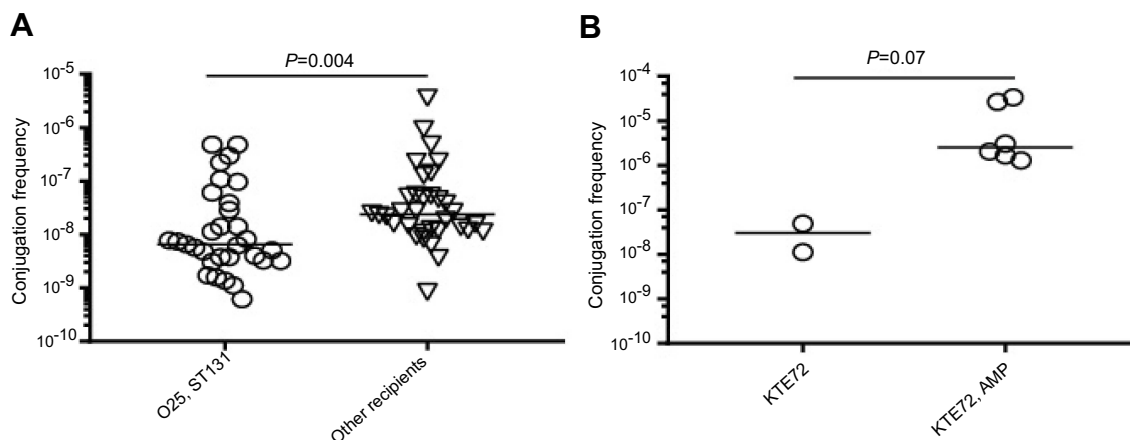 A
P=0.004
Conjugation frequency
10-5
10-6
10-7
10-8
10-9
10-10
O25, ST131
Other recipients
B
P=0.07
Conjugation frequency
10-4
10-5
10-6
10-7
10-8
10-9
10-10
KTE72
KTE72, AMP